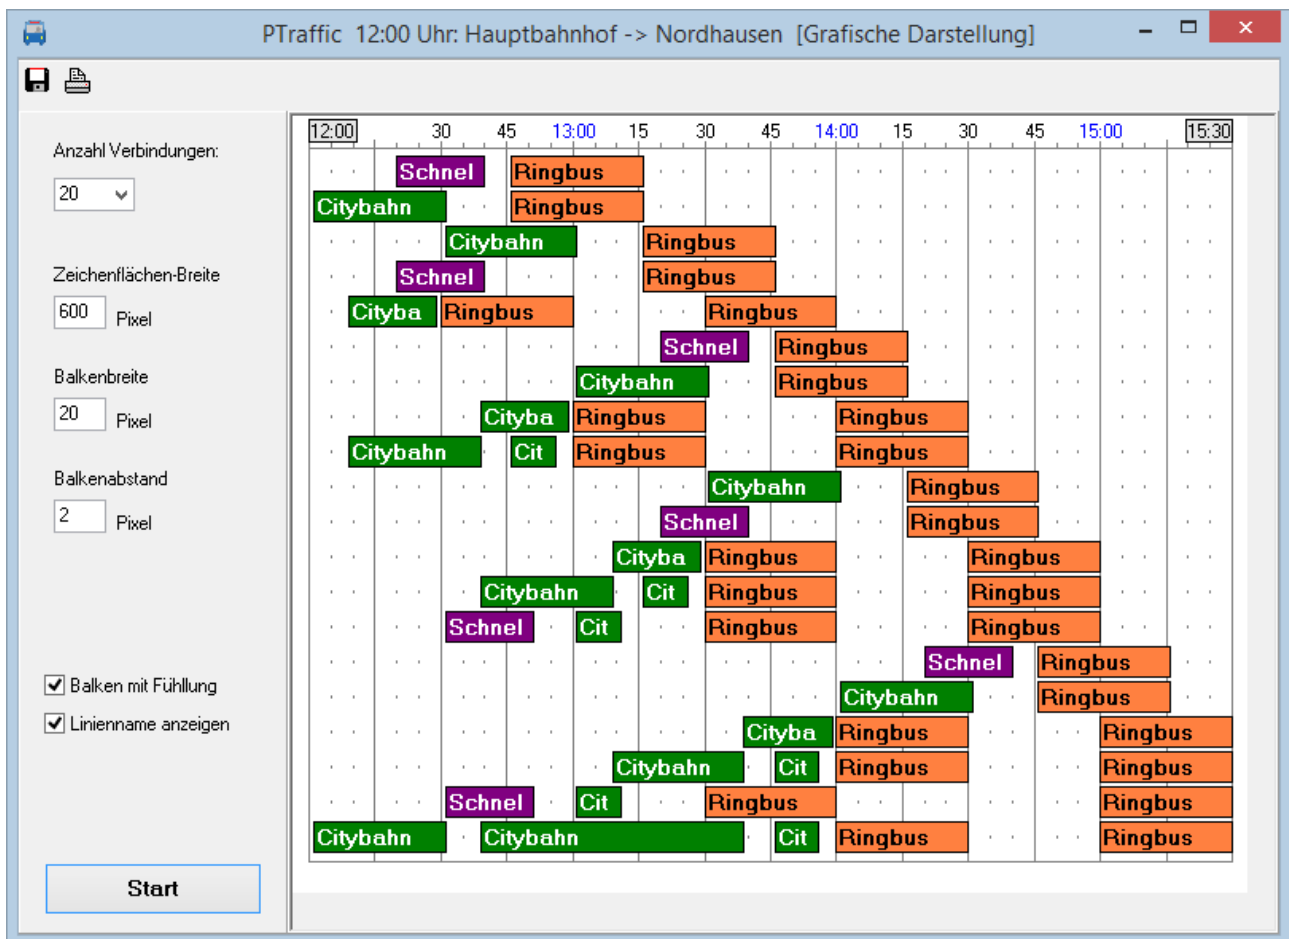 PTraffic 12:00 Uhr: Hauptbahnhof -> Nordhausen [Grafische Darstellung]
12:00 30 45 13:00 15 30 45 14:00 15 30 45 15:00 15:30
Anzahl Verbindungen:
20
Zeichenflächen-Breite
600 Pixel
Balkenbreite
20 Pixel
Balkenabstand
2 Pixel
Balken mit Fühllung
Linienname anzeigen
Start
Schnel Ringbus
Citybahn Ringbus
Citybahn Ringbus
Schnel Ringbus
Cityba Ringbus Ringbus
Schnel Ringbus
Citybahn Ringbus
Cityba Ringbus Ringbus
Citybahn Cit Ringbus Ringbus
Citybahn Ringbus
Schnel Ringbus
Cityba Ringbus Ringbus
Citybahn Cit Ringbus Ringbus
Schnel Cit Ringbus Ringbus
Schnel Ringbus
Citybahn Ringbus
Cityba Ringbus Ringbus
Citybahn Cit Ringbus Ringbus
Schnel Cit Ringbus Ringbus
Citybahn Citybahn Cit Ringbus Ringbus